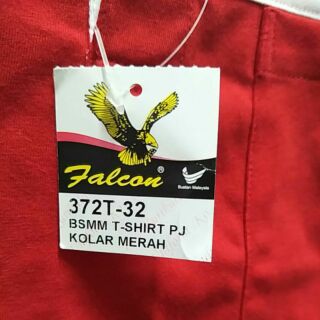 Falcon
Buatan Malaysia
372T-32
BSMM T-SHIRT PJ
KOLAR MERAH